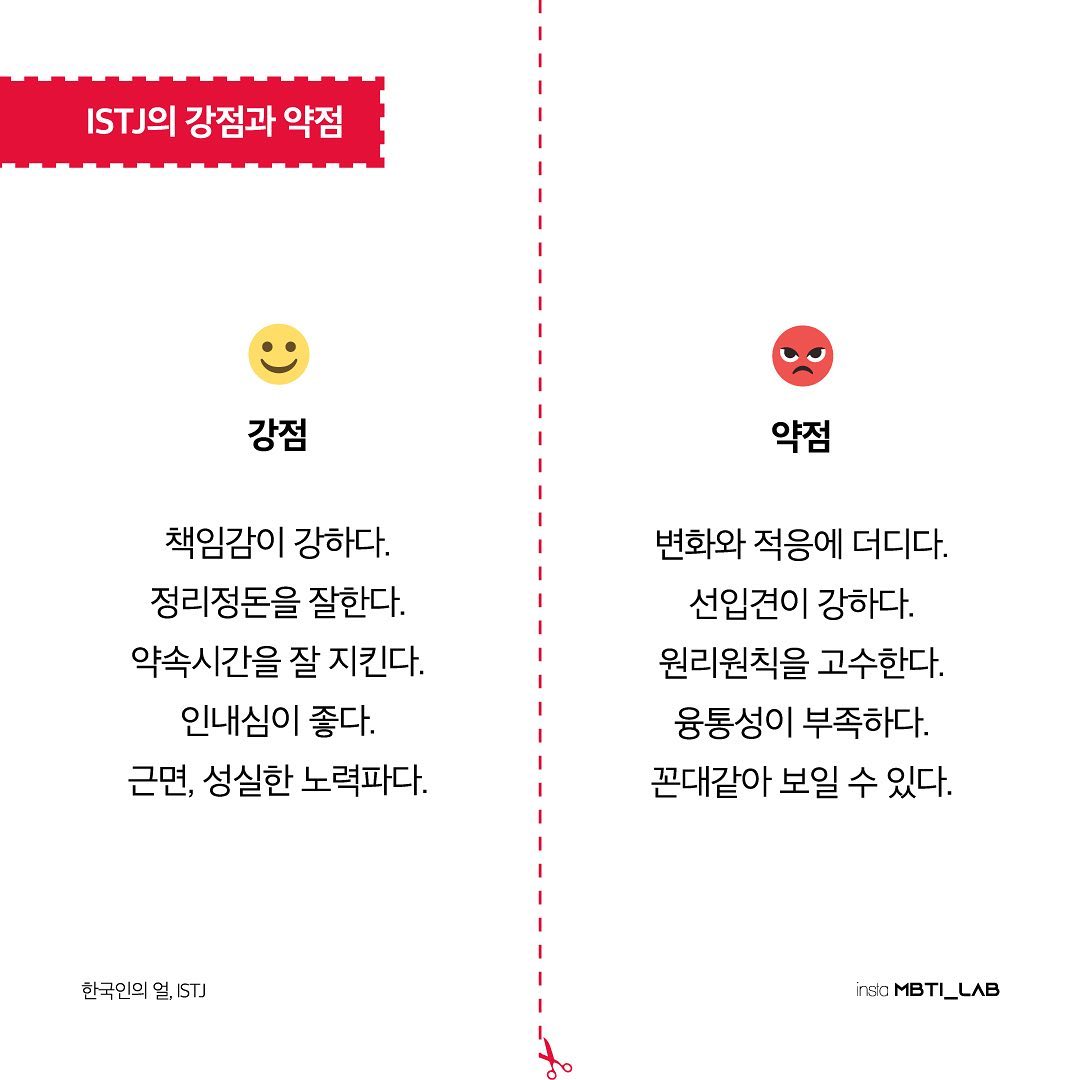 ISTJ의 강점과 약점
강점
책임감이 강하다.
정리정돈을 잘한다.
약속시간을 잘 지킨다.
인내심이 좋다.
근면, 성실한 노력파다.
약점
변화와 적응에 더디다.
선입견이 강하다.
원리원칙을 고수한다.
융통성이 부족하다.
꼰대같아 보일 수 있다.
한국인의 얼, ISTJ
insta MBTI_LAB